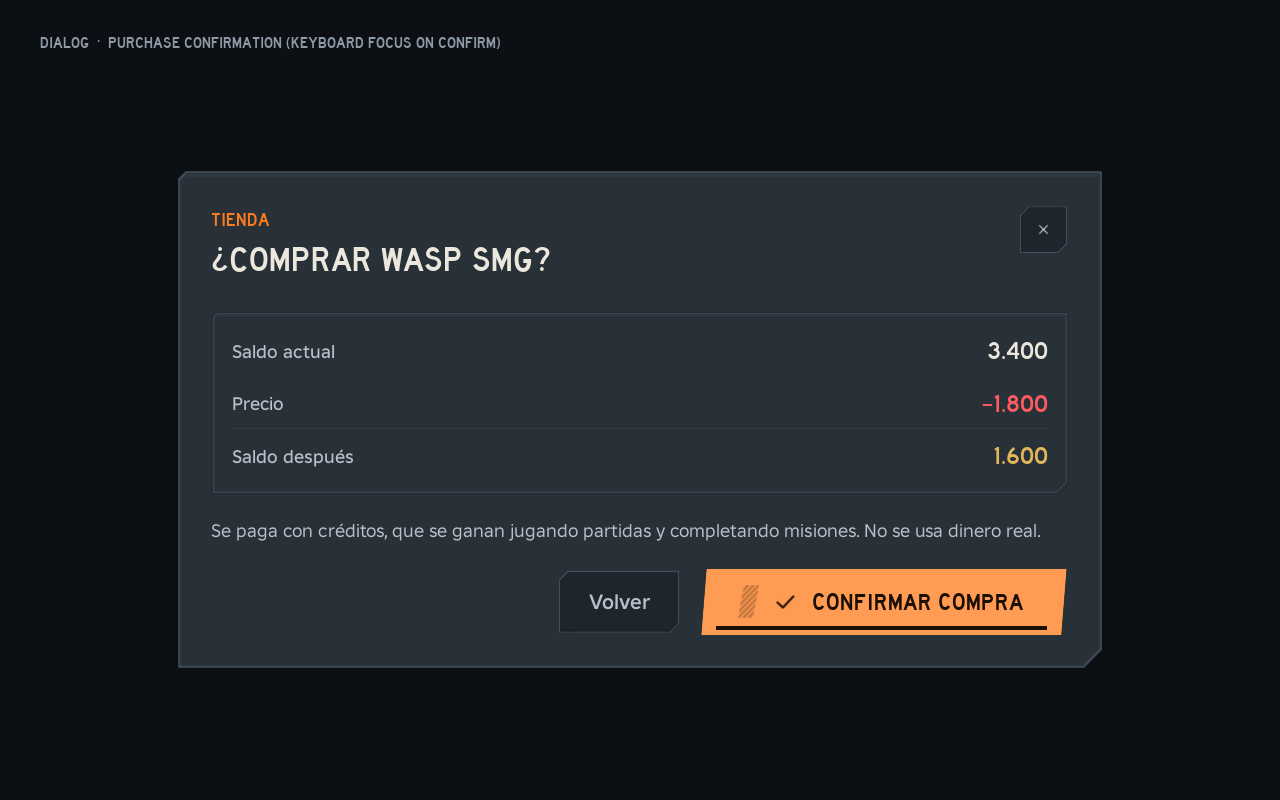 DIALOG · PURCHASE CONFIRMATION (KEYBOARD FOCUS ON CONFIRM)
TIENDA
¿COMPRAR WASP SMG?
×
Saldo actual 3.400
Precio −1.800
Saldo después 1.600
Se paga con créditos, que se ganan jugando partidas y completando misiones. No se usa dinero real.
Volver
CONFIRMAR COMPRA